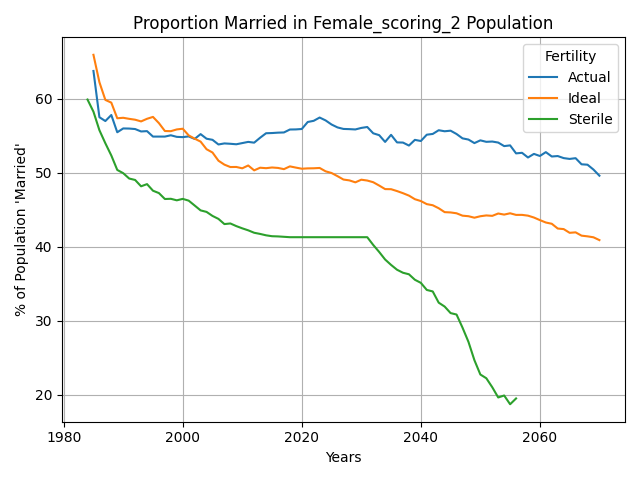 Proportion Married in Female_scoring_2 Population
Fertility
Actual
Ideal
Sterile
% of Population 'Married'
60
50
40
30
20
1980
2000
2020
2040
2060
Years